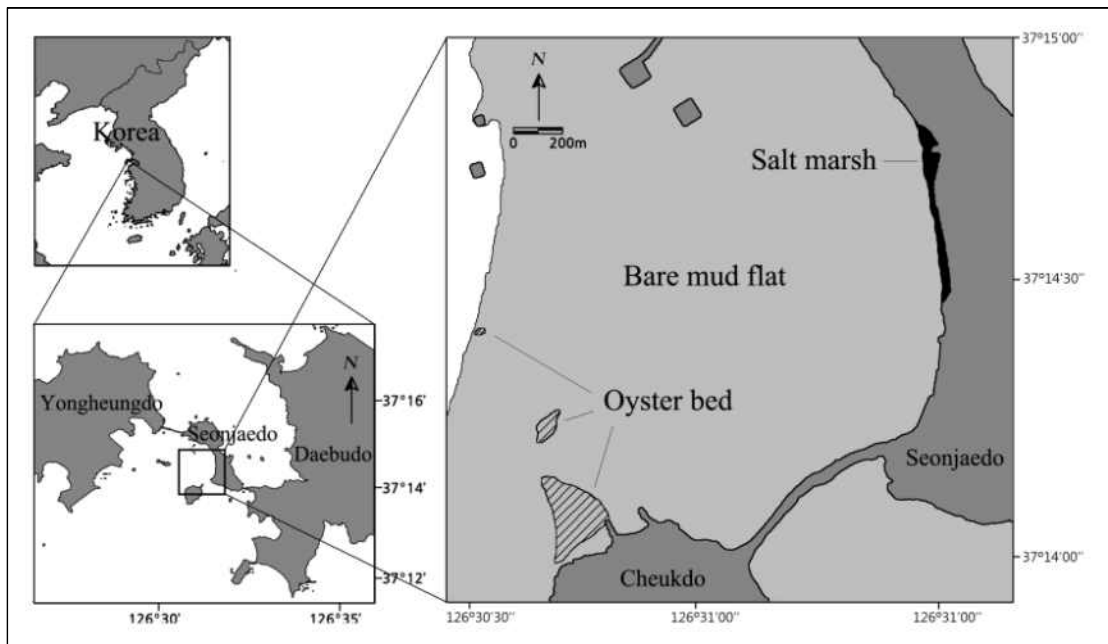 Korea
N
Yongheungdo
Seonjaedo
Daebudo
37°16'
37°14'
37°12'
126°30'
126°35'
N
0 200m
Salt marsh
Bare mud flat
Oyster bed
Seonjaedo
Cheukdo
37°15'00''
37°14'30''
37°14'00''
126°30'30''
126°31'00''
126°31'00''